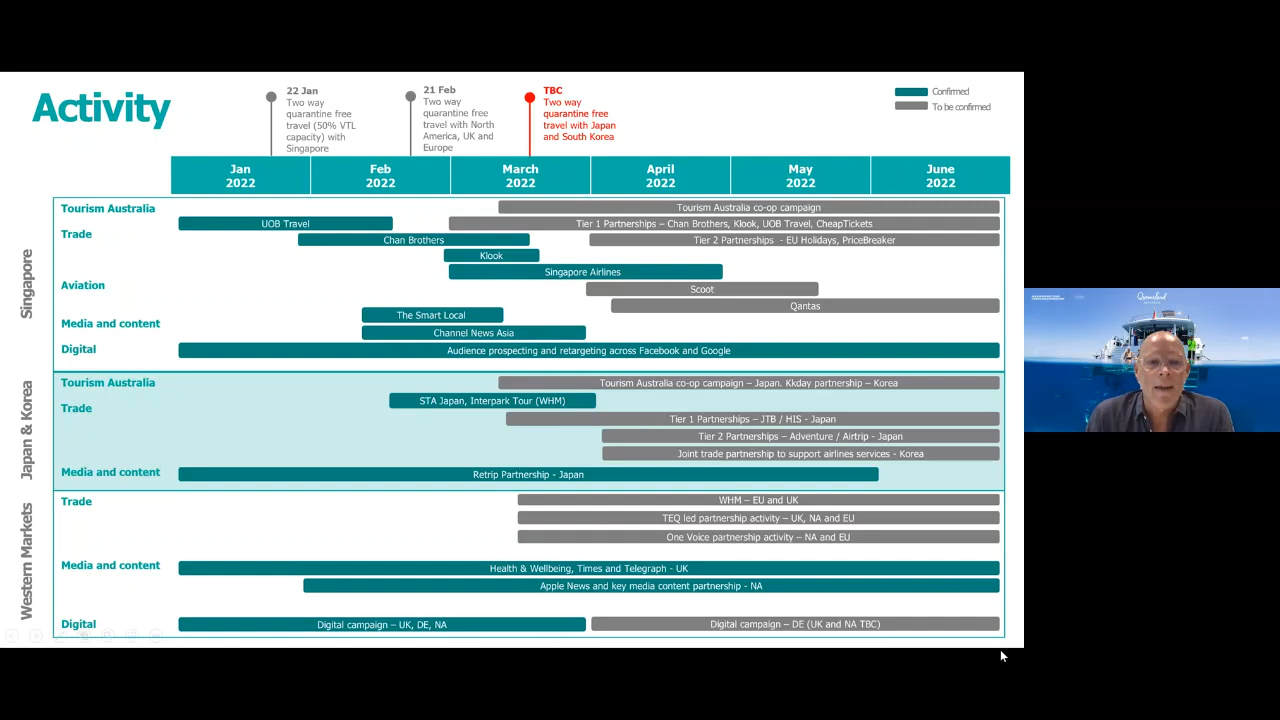 Activity
22 Jan
Two way
quarantine free
travel (50% VTL
capacity) with
Singapore
21 Feb
Two way
quarantine free
travel with North
America, UK and
Europe
TBC
Two way
quarantine free
travel with Japan
and South Korea
Confirmed
To be confirmed
Jan
2022
Feb
2022
March
2022
April
2022
May
2022
June
2022
Singapore
Tourism Australia
Tourism Australia co-op campaign
Trade
UOB Travel
Tier 1 Partnerships – Chan Brothers, Klook, UOB Travel, CheapTickets
Chan Brothers
Tier 2 Partnerships - EU Holidays, PriceBreaker
Klook
Singapore Airlines
Aviation
Scoot
Qantas
Media and content
The Smart Local
Channel News Asia
Digital
Audience prospecting and retargeting across Facebook and Google
Japan & Korea
Tourism Australia
Tourism Australia co-op campaign – Japan. Kkday partnership – Korea
Trade
STA Japan, Interpark Tour (WHM)
Tier 1 Partnerships – JTB / HIS - Japan
Tier 2 Partnerships – Adventure / Airtrip - Japan
Joint trade partnership to support airlines services - Korea
Media and content
Retrip Partnership - Japan
Western Markets
Trade
WHM – EU and UK
TEQ led partnership activity – UK, NA and EU
One Voice partnership activity – NA and EU
Media and content
Health & Wellbeing, Times and Telegraph - UK
Apple News and key media content partnership - NA
Digital
Digital campaign – UK, DE, NA
Digital campaign – DE (UK and NA TBC)
Queensland
AUSTRALIA